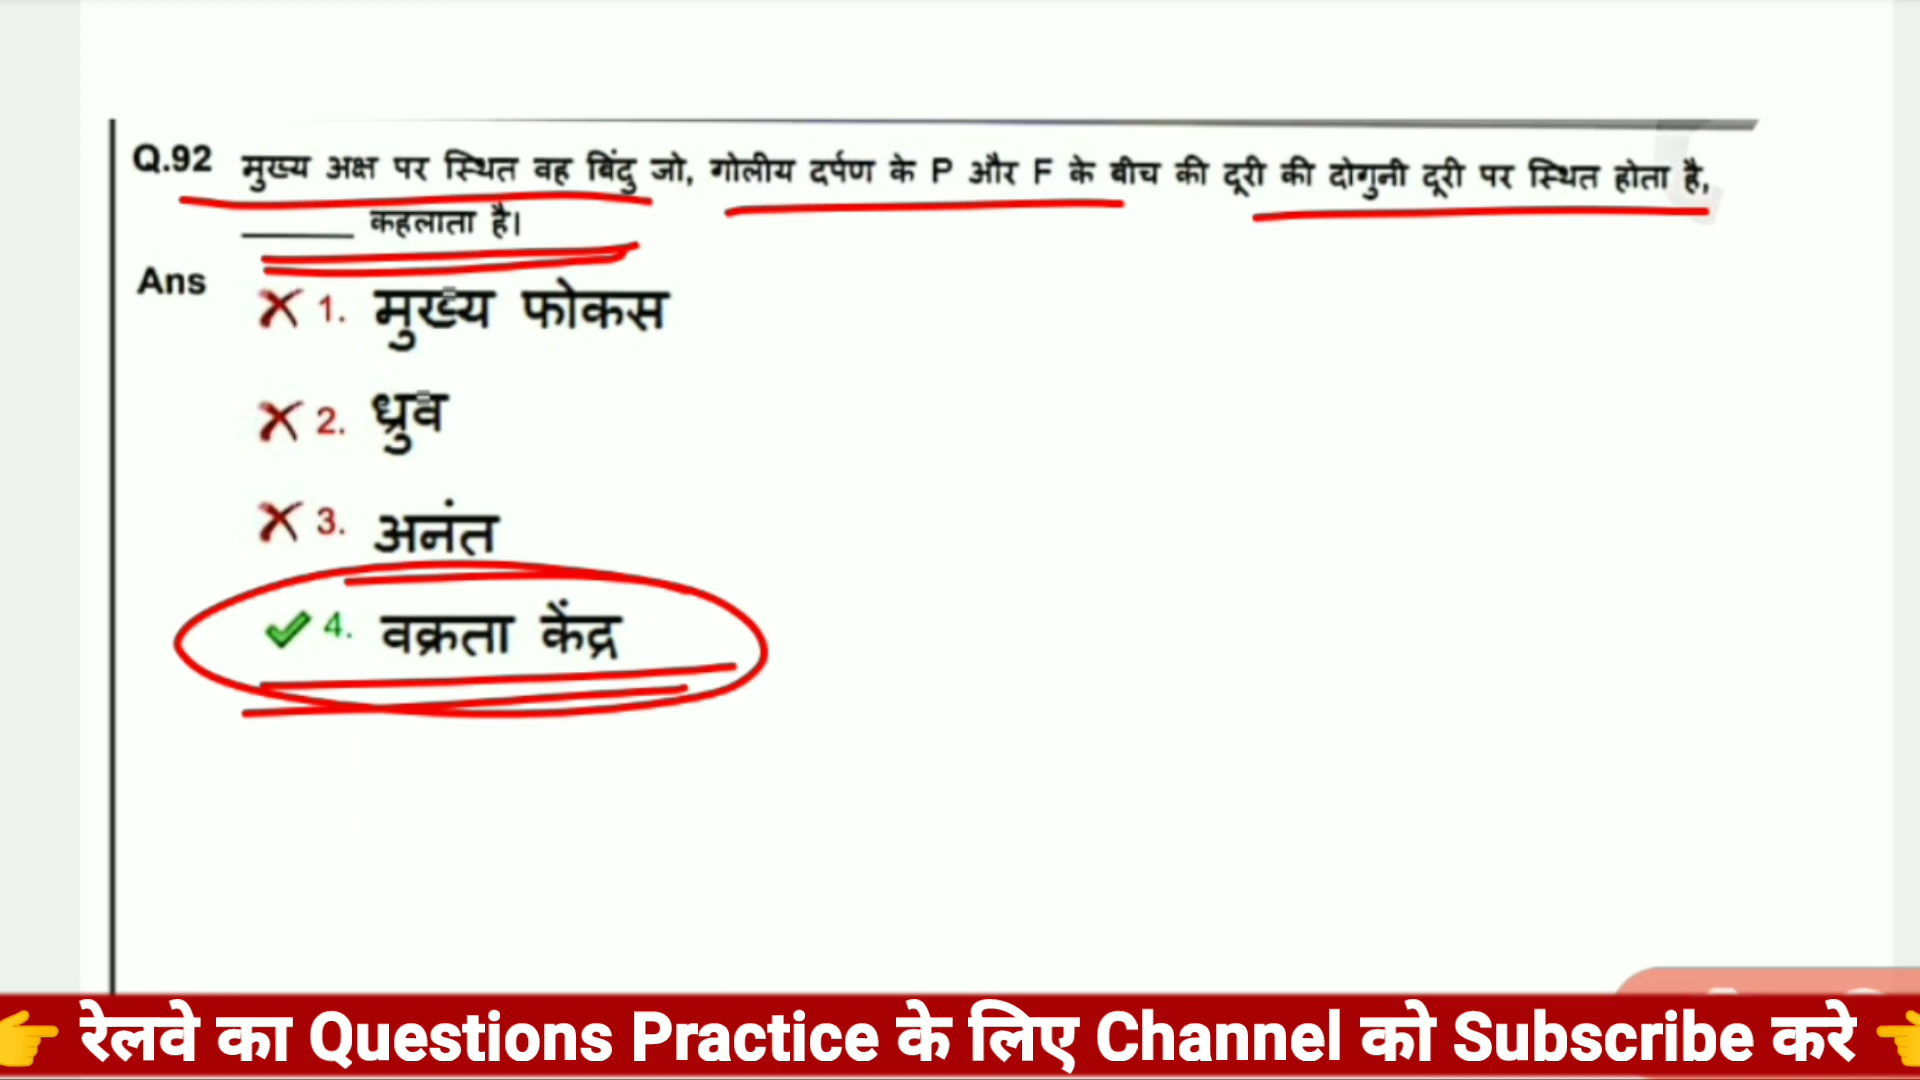 Q.92 मुख्य अक्ष पर स्थित वह बिंदु जो, गोलीय दर्पण के P और F के बीच की दूरी की दोगुनी दूरी पर स्थित होता है,
_______ कहलाता है।
Ans
1. मुख्य फोकस
2. ध्रुव
3. अनंत
4. वक्रता केंद्र
👉 रेलवे का Questions Practice के लिए Channel को Subscribe करे 👈